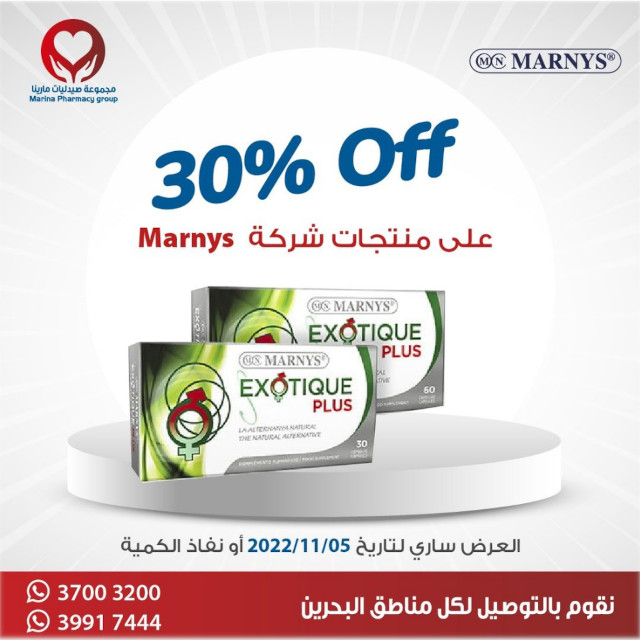 مجموعة صيدليات مارينا
Marina Pharmacy group
MN MARNYS®
30% Off
على منتجات شركة Marnys
MN MARNYS®
EXOTIQUE
PLUS
60
MN MARNYS®
EXOTIQUE
PLUS
LA ALTERNATIVA NATURAL
THE NATURAL ALTERNATIVE
30
العرض ساري لتاريخ 2022/11/05 أو نفاذ الكمية
نقوم بالتوصيل لكل مناطق البحرين
3700 3200
3991 7444